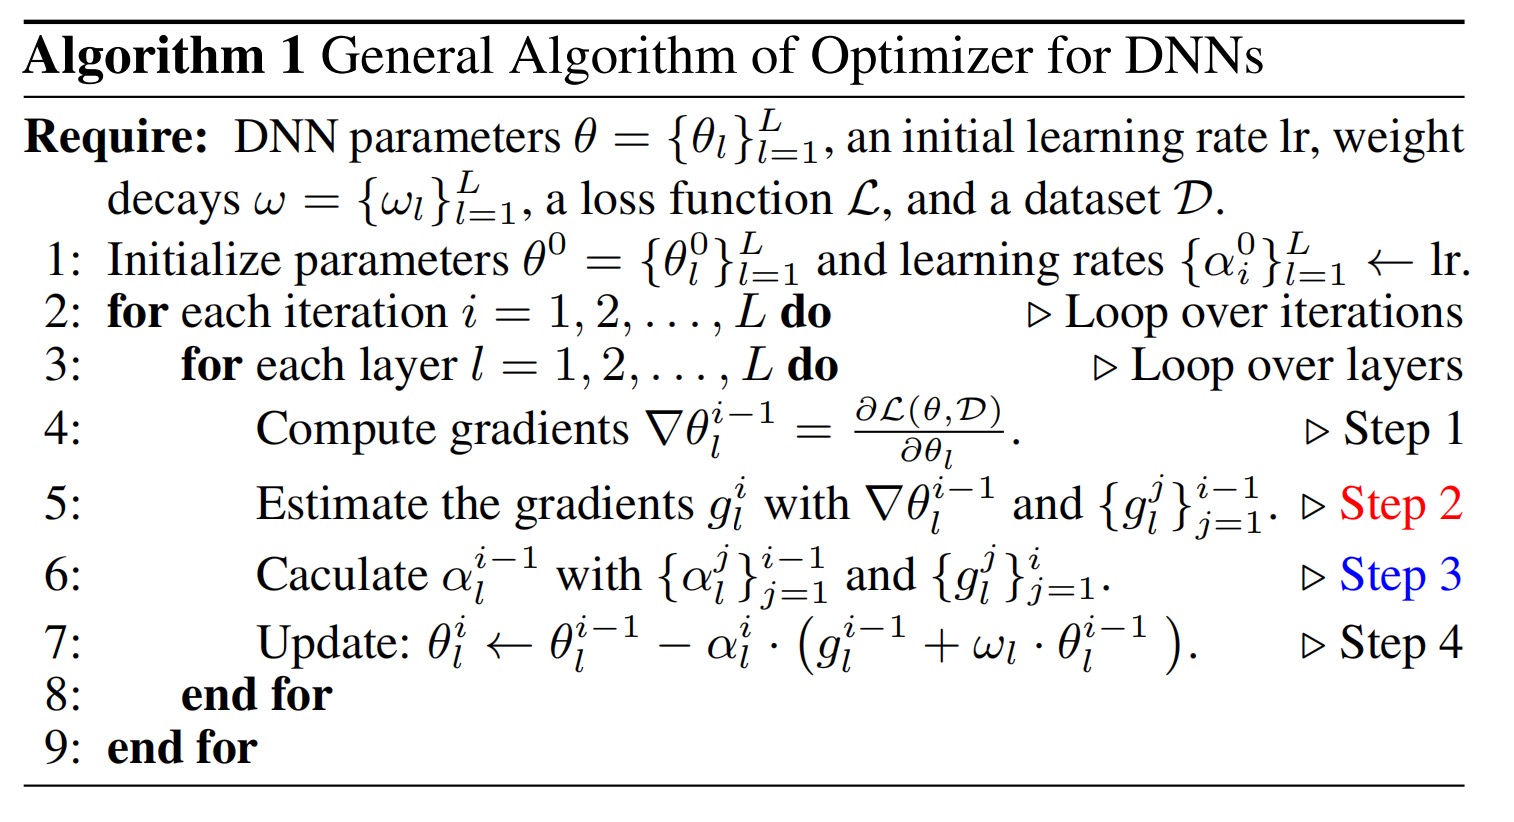 Algorithm 1 General Algorithm of Optimizer for DNNs
Require: DNN parameters $\theta = \{\theta_l\}_{l=1}^{L}$, an initial learning rate lr, weight
decays $\omega = \{\omega_l\}_{l=1}^{L}$, a loss function $\mathcal{L}$, and a dataset $\mathcal{D}$.
1: Initialize parameters $\theta^0 = \{\theta_l^0\}_{l=1}^{L}$ and learning rates $\{\alpha_i^0\}_{l=1}^{L} \leftarrow$ lr.
2: for each iteration $i = 1, 2, \ldots, L$ do ▷ Loop over iterations
3: for each layer $l = 1, 2, \ldots, L$ do ▷ Loop over layers
4: Compute gradients $\nabla\theta_l^{i-1} = \frac{\partial \mathcal{L}(\theta, \mathcal{D})}{\partial \theta_l}$. ▷ Step 1
5: Estimate the gradients $g_l^i$ with $\nabla\theta_l^{i-1}$ and $\{g_l^j\}_{j=1}^{i-1}$. ▷ Step 2
6: Caculate $\alpha_l^{i-1}$ with $\{\alpha_l^j\}_{j=1}^{i-1}$ and $\{g_l^j\}_{j=1}^{i}$. ▷ Step 3
7: Update: $\theta_l^i \leftarrow \theta_l^{i-1} - \alpha_l^i \cdot \left(g_l^{i-1} + \omega_l \cdot \theta_l^{i-1}\right)$. ▷ Step 4
8: end for
9: end for